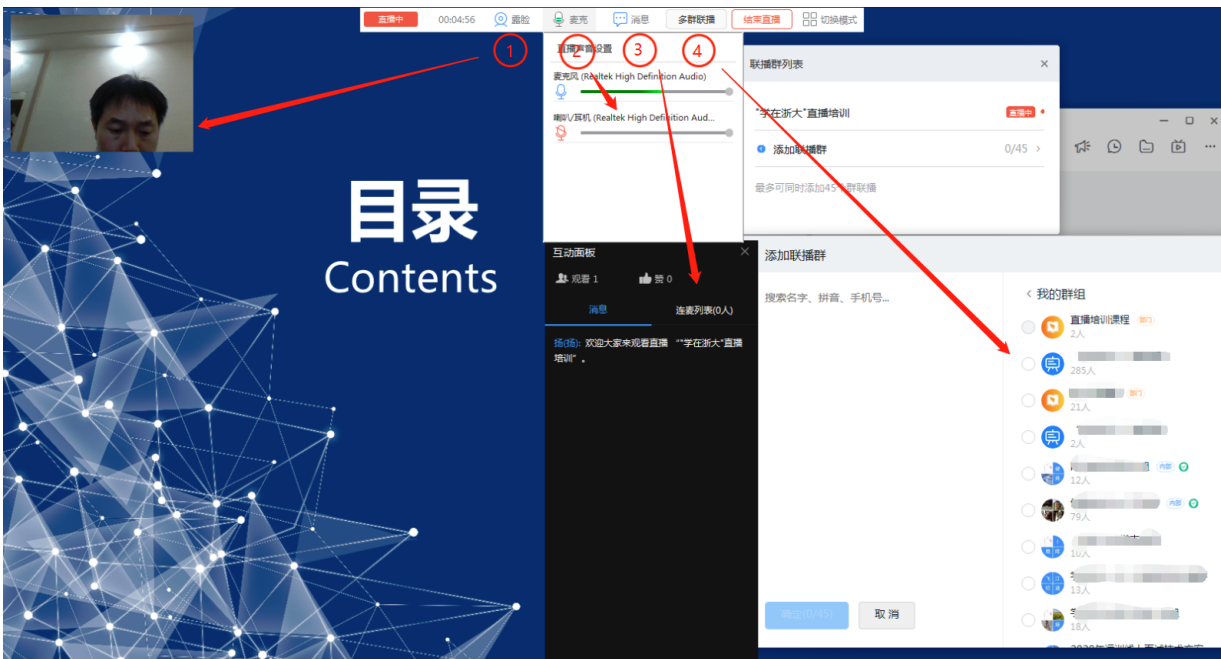 直播中 00:04:56 露脸 麦克 消息 多群联播 结束直播 切换模式
1 2 3 4
直播声音设置
麦克风 (Realtek High Definition Audio)
喇叭/耳机 (Realtek High Definition Aud...
联播群列表
"学在浙大"直播培训 直播中
添加联播群 0/45
最多可同时添加45个群联播
目录
Contents
互动面板
观看 1 赞 0
消息 连麦列表(0人)
扬(扬): 欢迎大家来观看直播 ""学在浙大"直播
培训"。
添加联播群
搜索名字、拼音、手机号...
确定(0/45) 取消
我的群组
直播培训课程 部门
2人
285人
部门
21人
2人
内部
12人
内部
79人
10人
13人
18人